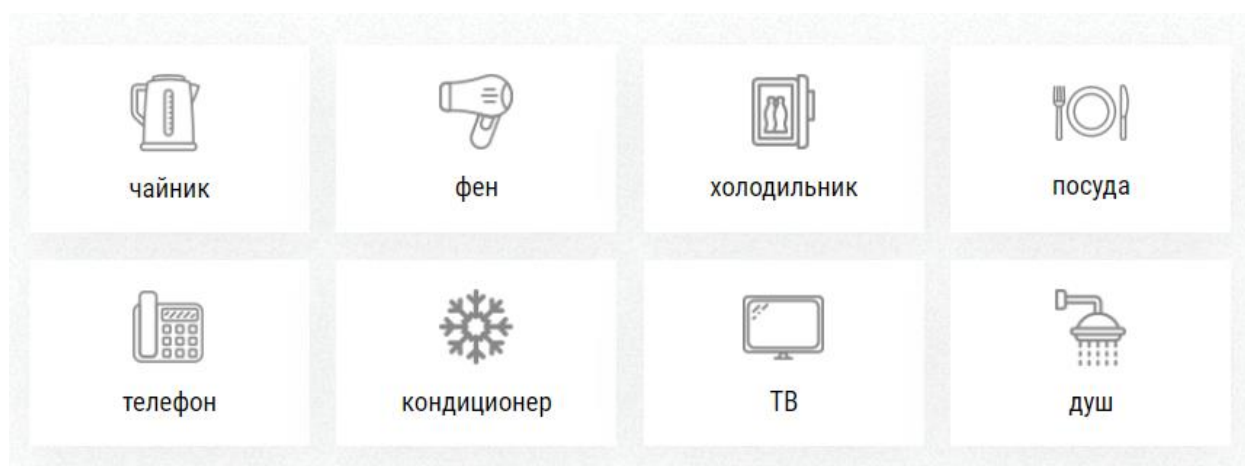 чайник
фен
холодильник
посуда
телефон
кондиционер
ТВ
душ